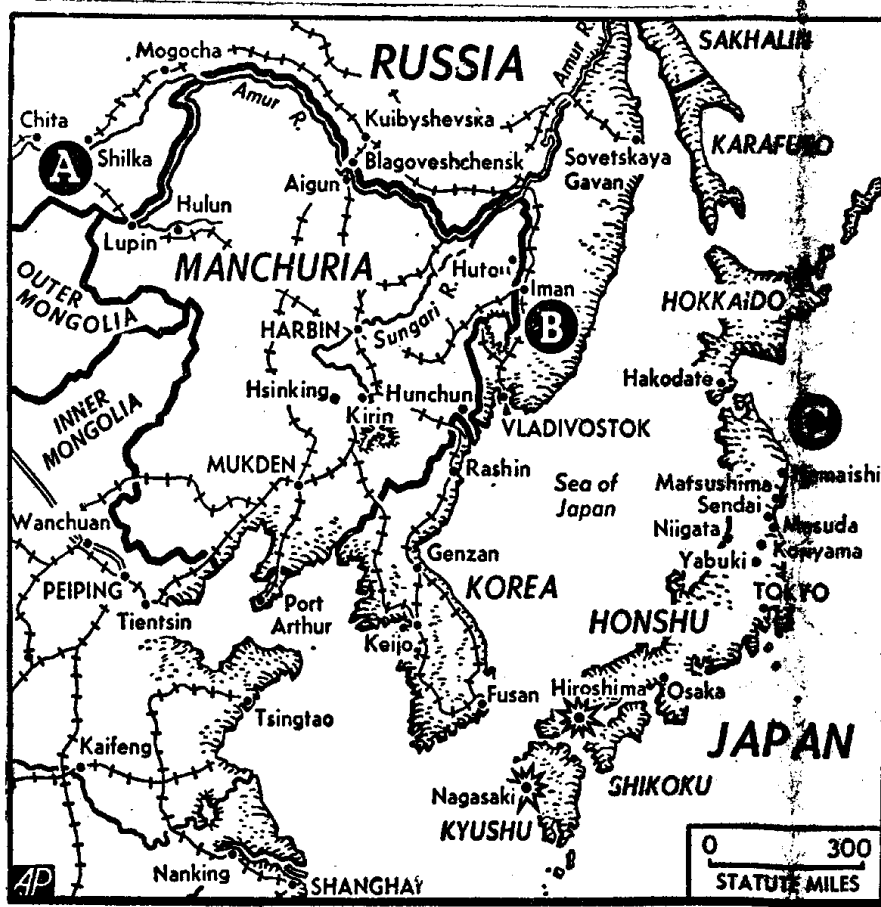 SAKHALIN
RUSSIA
Mogocha
Amur R.
Amur R.
Chita
Kuibyshevska
A
Shilka
Blagoveshchensk
Sovetskaya
Gavan
KARAFUTO
Aigun
Hulun
Lupin
MANCHURIA
Hutou
OUTER
MONGOLIA
Iman
HOKKAIDO
Sungari R.
HARBIN
B
Hakodate
Hsinking
Hunchun
Kirin
VLADIVOSTOK
C
INNER
MONGOLIA
MUKDEN
Rashin
Sea of
Japan
Kamaishi
Matsushima
Sendai
Wanchuan
Niigata
Masuda
Koriyama
Yabuki
PEIPING
Genzan
KOREA
TOKYO
Tientsin
Port
Arthur
HONSHU
Keijo
Fusan
Hiroshima
Osaka
Tsingtao
JAPAN
Kaifeng
Nagasaki
SHIKOKU
KYUSHU
0 300
STATUTE MILES
Nanking
SHANGHAI
AP